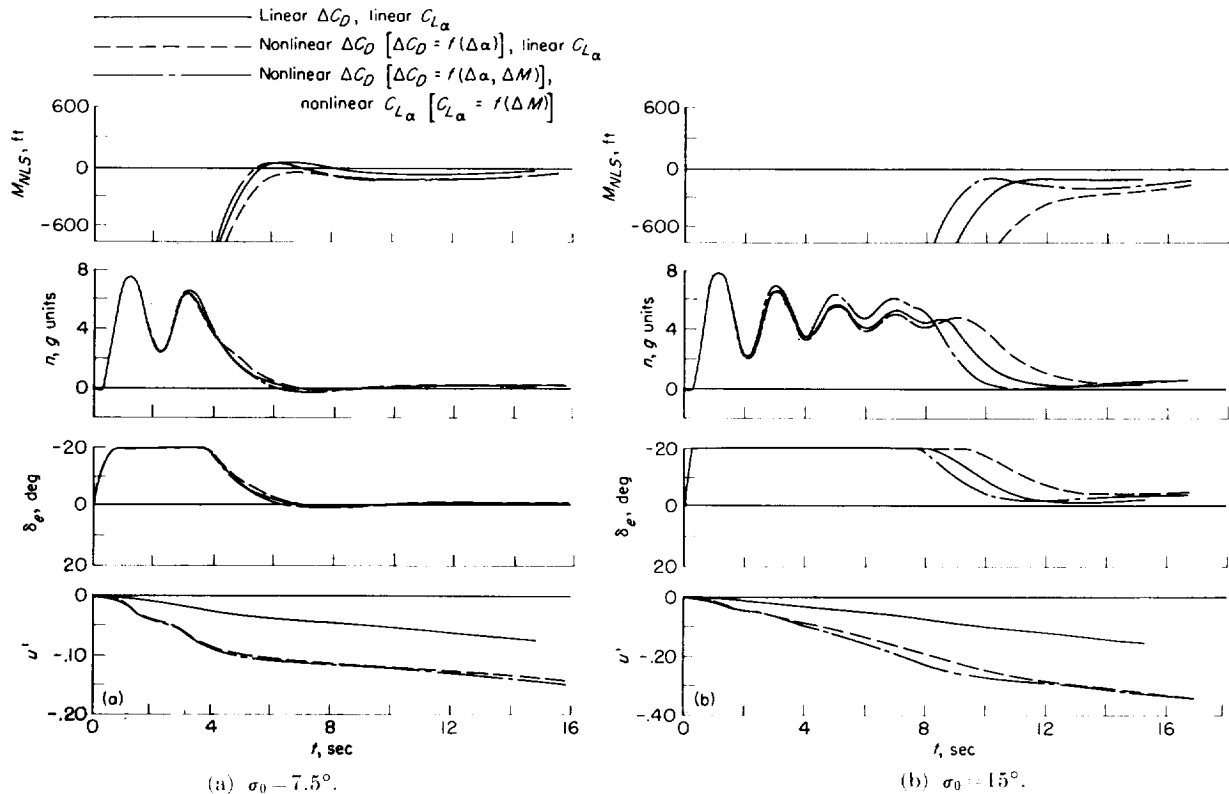 Linear ΔC_D, linear C_Lα
Nonlinear ΔC_D [ΔC_D = f(Δα)], linear C_Lα
Nonlinear ΔC_D [ΔC_D = f(Δα, ΔM)],
nonlinear C_Lα [C_Lα = f(ΔM)]
M_NLS, ft
600
0
-600
n, g units
8
4
0
δ_e, deg
-20
0
20
u'
0
-.10
-.20
(a)
0 4 8 12 16
t, sec
(a) σ₀ = 7.5°.
M_NLS, ft
600
0
-600
n, g units
8
4
0
δ_e, deg
-20
0
20
u'
0
-.20
-.40
(b)
0 4 8 12 16
t, sec
(b) σ₀ = 15°.